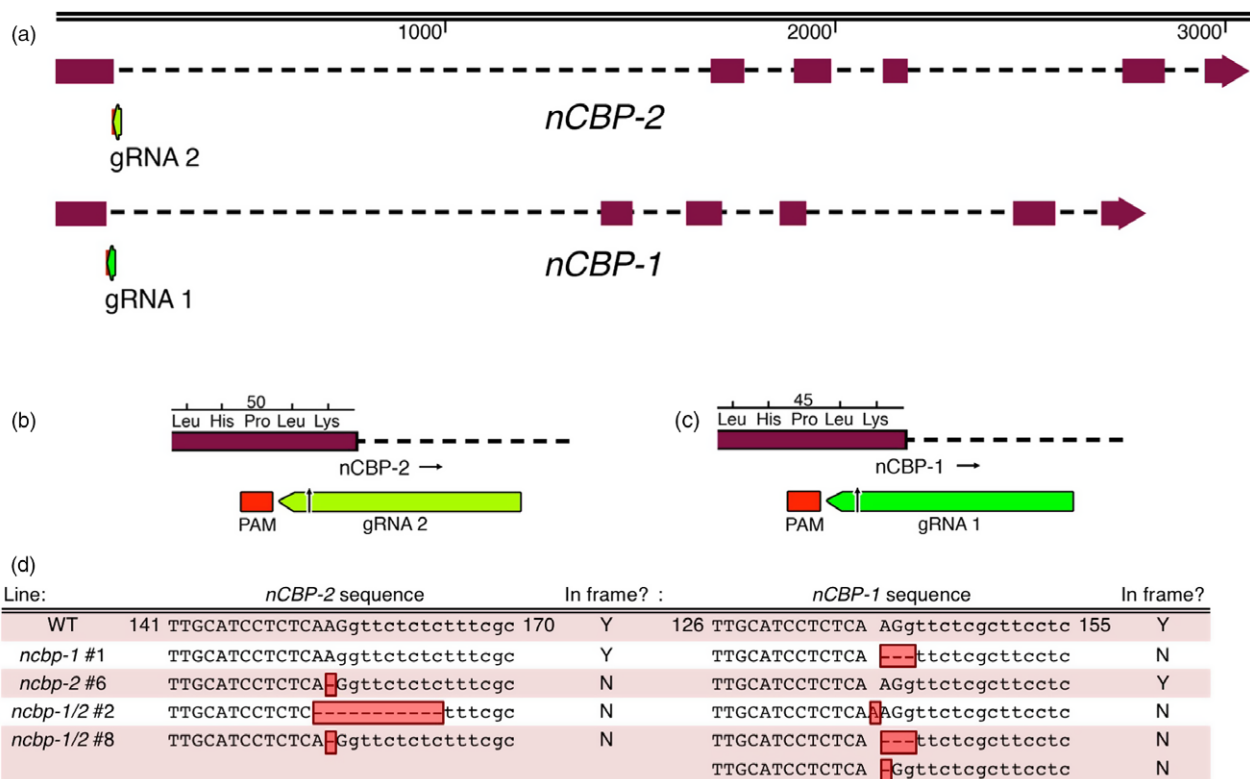 (a)
1000 2000 3000
nCBP-2
gRNA 2
nCBP-1
gRNA 1
(b) 50 (c) 45
Leu His Pro Leu Lys Leu His Pro Leu Lys
nCBP-2 → nCBP-1 →
PAM gRNA 2 PAM gRNA 1
(d)
Line: nCBP-2 sequence In frame? : nCBP-1 sequence In frame?
WT 141 TTGCATCCTCTCAAGgttctctctttcgc 170 Y 126 TTGCATCCTCTCA AGgttctcgcttcctc 155 Y
ncbp-1 #1 TTGCATCCTCTCAAggttctctctttcgc Y TTGCATCCTCTCA ---ttctcgcttcctc N
ncbp-2 #6 TTGCATCCTCTCA-Ggttctctctttcgc N TTGCATCCTCTCA AGgttctcgcttcctc Y
ncbp-1/2 #2 TTGCATCCTCTC-----------tttcgc N TTGCATCCTCTCAAAGgttctcgcttcctc N
ncbp-1/2 #8 TTGCATCCTCTCA-Ggttctctctttcgc N TTGCATCCTCTCA ---ttctcgcttcctc N
TTGCATCCTCTCA -Ggttctcgcttcctc N